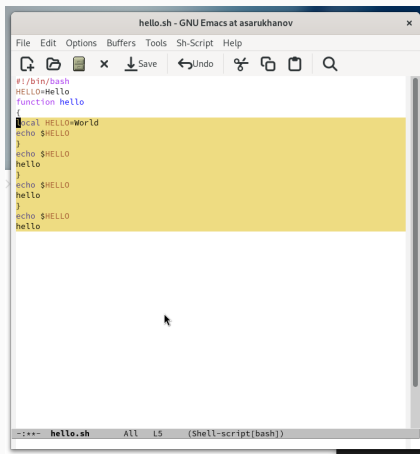 hello.sh - GNU Emacs at asarukhanov
File Edit Options Buffers Tools Sh-Script Help
Save Undo
#!/bin/bash
HELLO=Hello
function hello
{
local HELLO=World
echo $HELLO
}
echo $HELLO
hello
}
echo $HELLO
hello
}
echo $HELLO
hello
-:**- hello.sh All L5 (Shell-script[bash])